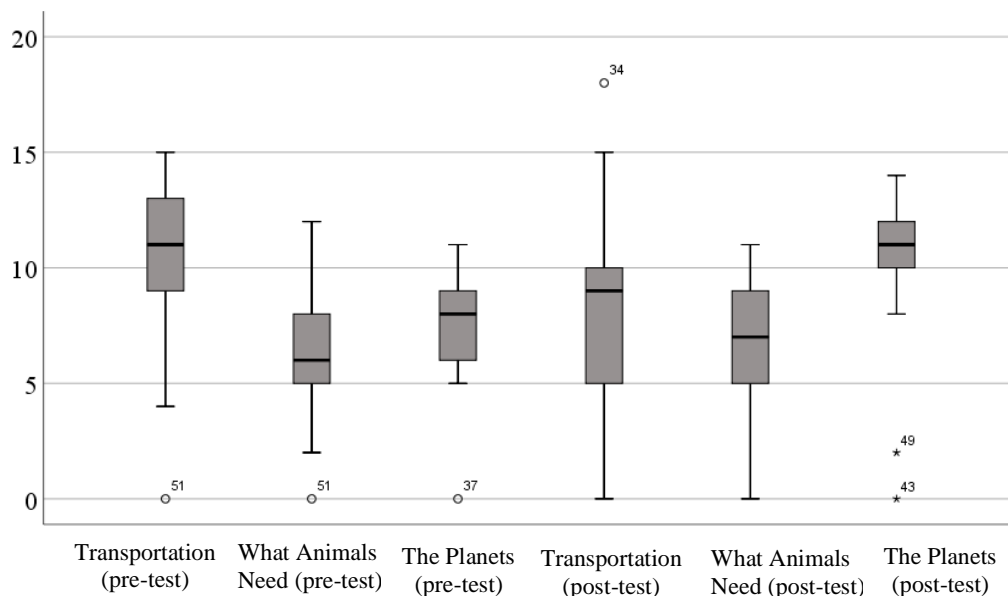 20
34
15
10
5
49
51
51
37
43
0
Transportation
(pre-test)
What Animals
Need (pre-test)
The Planets
(pre-test)
Transportation
(post-test)
What Animals
Need (post-test)
The Planets
(post-test)